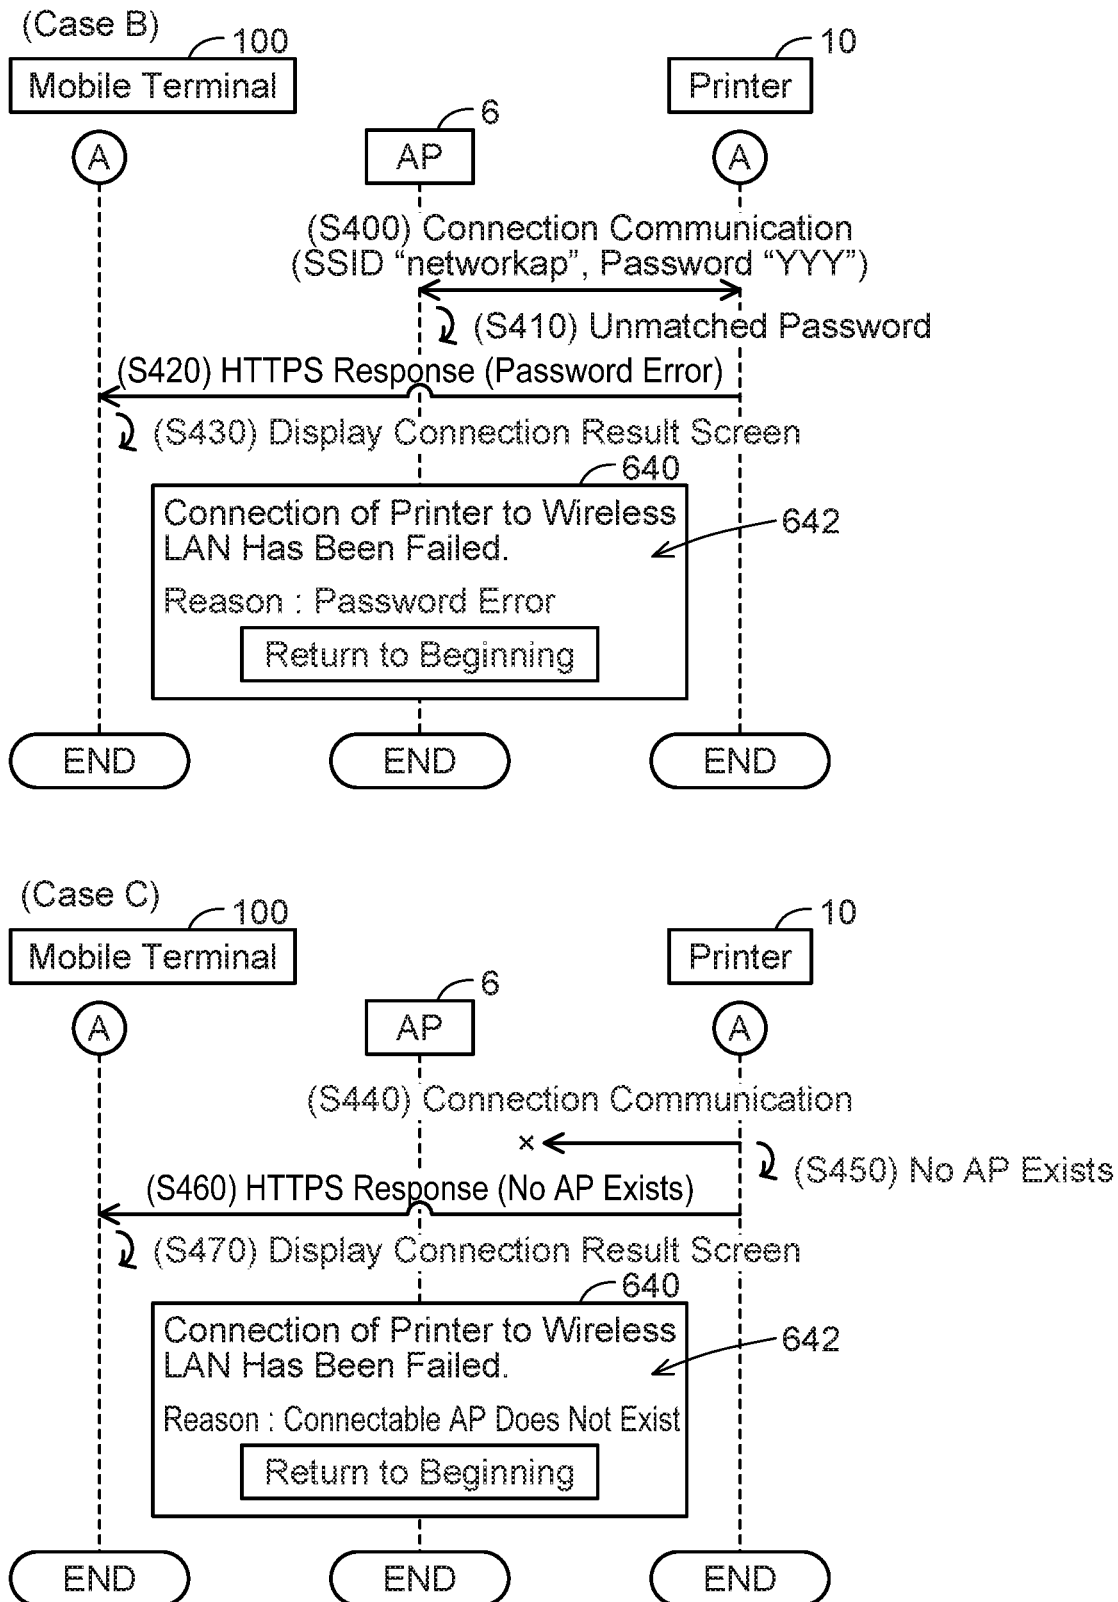 (Case B)
100
10
Mobile Terminal
Printer
6
A
AP
A
(S400) Connection Communication
(SSID “networkap”, Password “YYY”)
(S410) Unmatched Password
(S420) HTTPS Response (Password Error)
(S430) Display Connection Result Screen
640
Connection of Printer to Wireless
LAN Has Been Failed.
642
Reason : Password Error
Return to Beginning
END
END
END
(Case C)
100
10
Mobile Terminal
Printer
6
A
AP
A
(S440) Connection Communication
×
(S450) No AP Exists
(S460) HTTPS Response (No AP Exists)
(S470) Display Connection Result Screen
640
Connection of Printer to Wireless
LAN Has Been Failed.
642
Reason : Connectable AP Does Not Exist
Return to Beginning
END
END
END